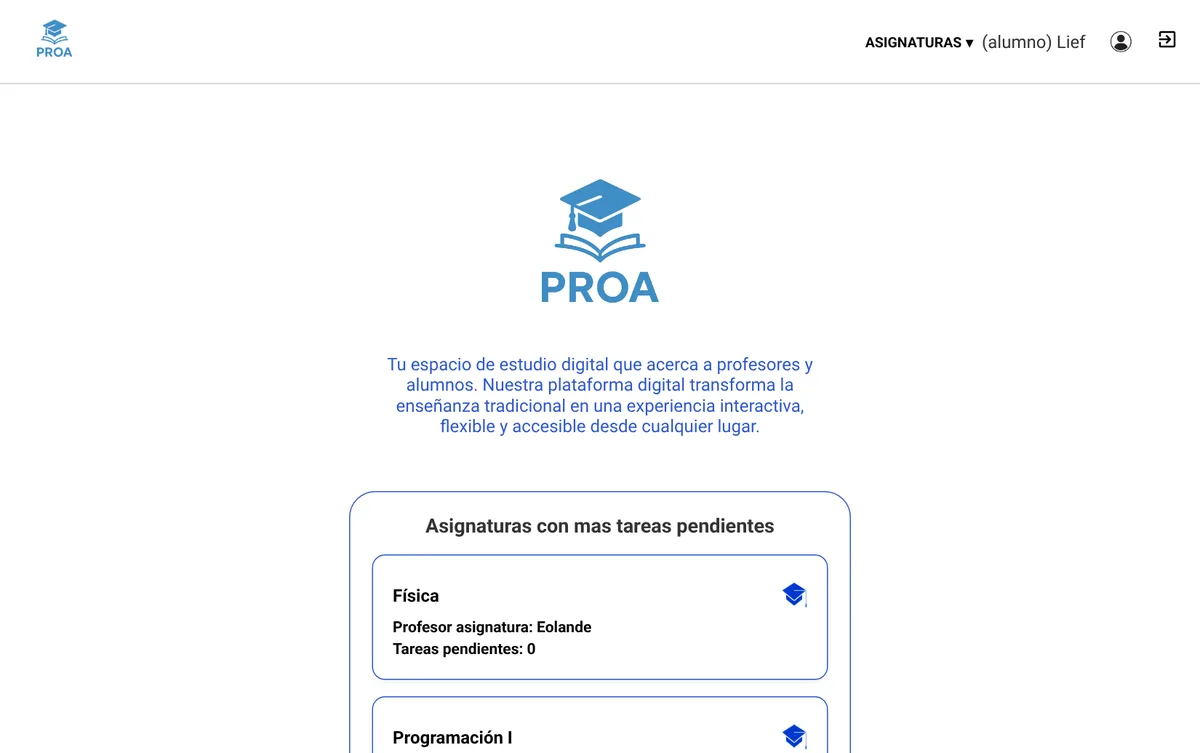 PROA
ASIGNATURAS ▾ (alumno) Lief
PROA
Tu espacio de estudio digital que acerca a profesores y
alumnos. Nuestra plataforma digital transforma la
enseñanza tradicional en una experiencia interactiva,
flexible y accesible desde cualquier lugar.
Asignaturas con mas tareas pendientes
Física
Profesor asignatura: Eolande
Tareas pendientes: 0
Programación I